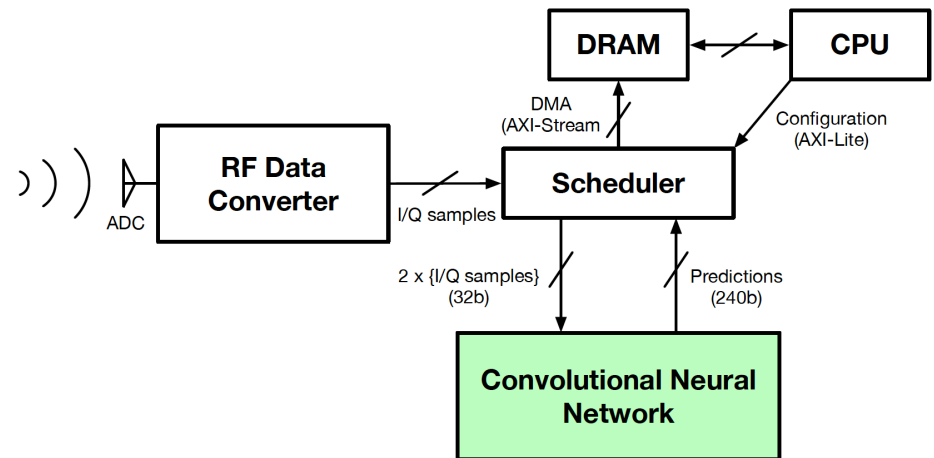 DRAM
CPU
DMA
(AXI-Stream
Configuration
(AXI-Lite)
RF Data
Converter
ADC
I/Q samples
Scheduler
2 x {I/Q samples}
(32b)
Predictions
(240b)
Convolutional Neural
Network